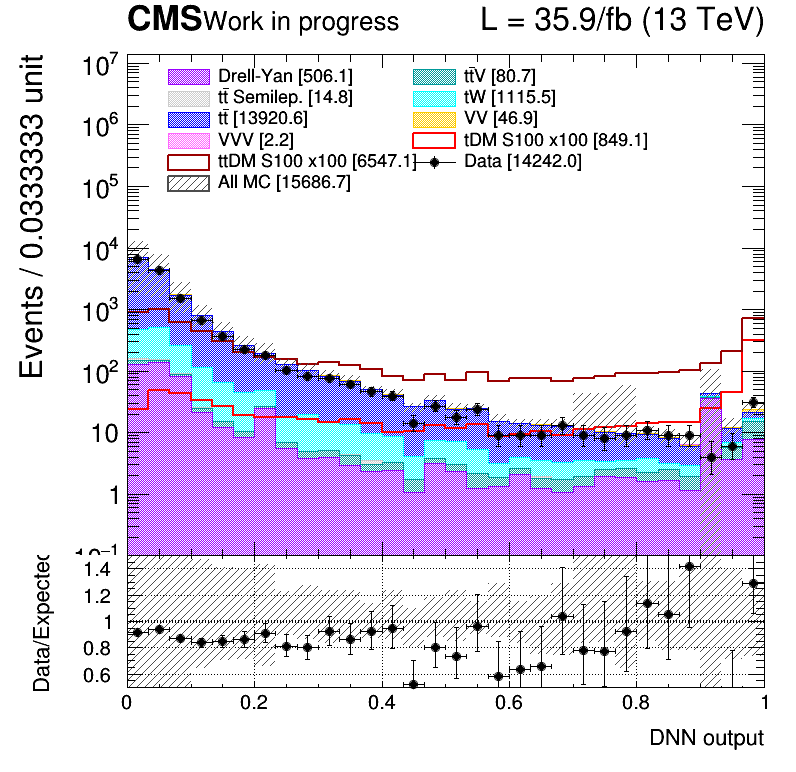 CMS Work in progress L = 35.9/fb (13 TeV)
Events / 0.0333333 unit
10⁷
10⁶
10⁵
10⁴
10³
10²
10
1
10⁻¹
Drell-Yan [506.1] tt̄V [80.7]
tt̄ Semilep. [14.8] tW [1115.5]
tt̄ [13920.6] VV [46.9]
VVV [2.2] tDM S100 x100 [849.1]
ttDM S100 x100 [6547.1] Data [14242.0]
All MC [15686.7]
Data/Expected
1.4
1.2
1
0.8
0.6
0 0.2 0.4 0.6 0.8 1
DNN output